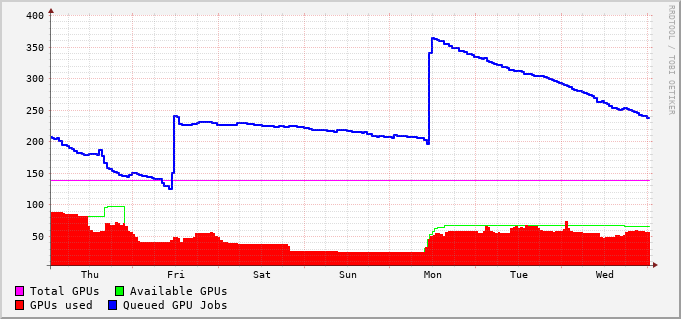 400
350
300
250
200
150
100
50
Thu Fri Sat Sun Mon Tue Wed
Total GPUs Available GPUs
GPUs used Queued GPU Jobs
RRDTOOL / TOBI OETIKER